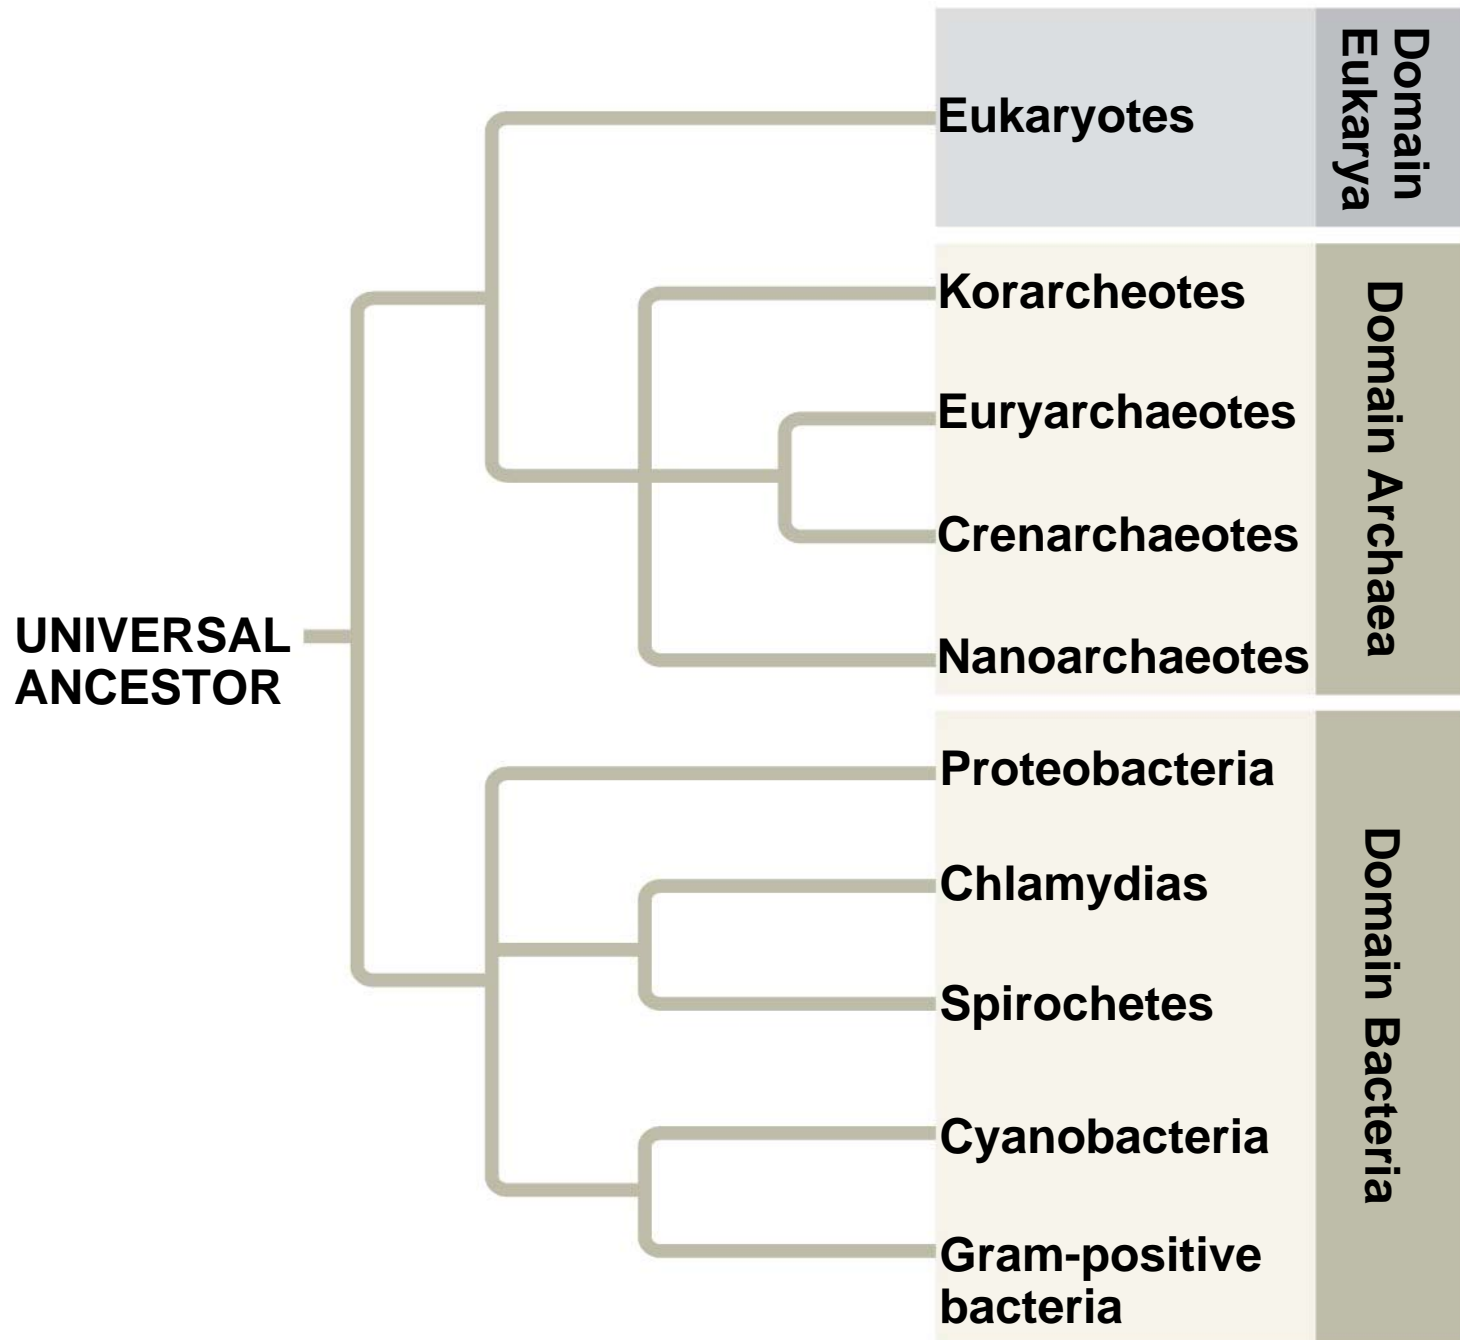 Eukaryotes
Domain
Eukarya
Korarcheotes
Euryarchaeotes
Crenarchaeotes
Nanoarchaeotes
Domain Archaea
UNIVERSAL
ANCESTOR
Proteobacteria
Chlamydias
Spirochetes
Cyanobacteria
Gram-positive
bacteria
Domain Bacteria